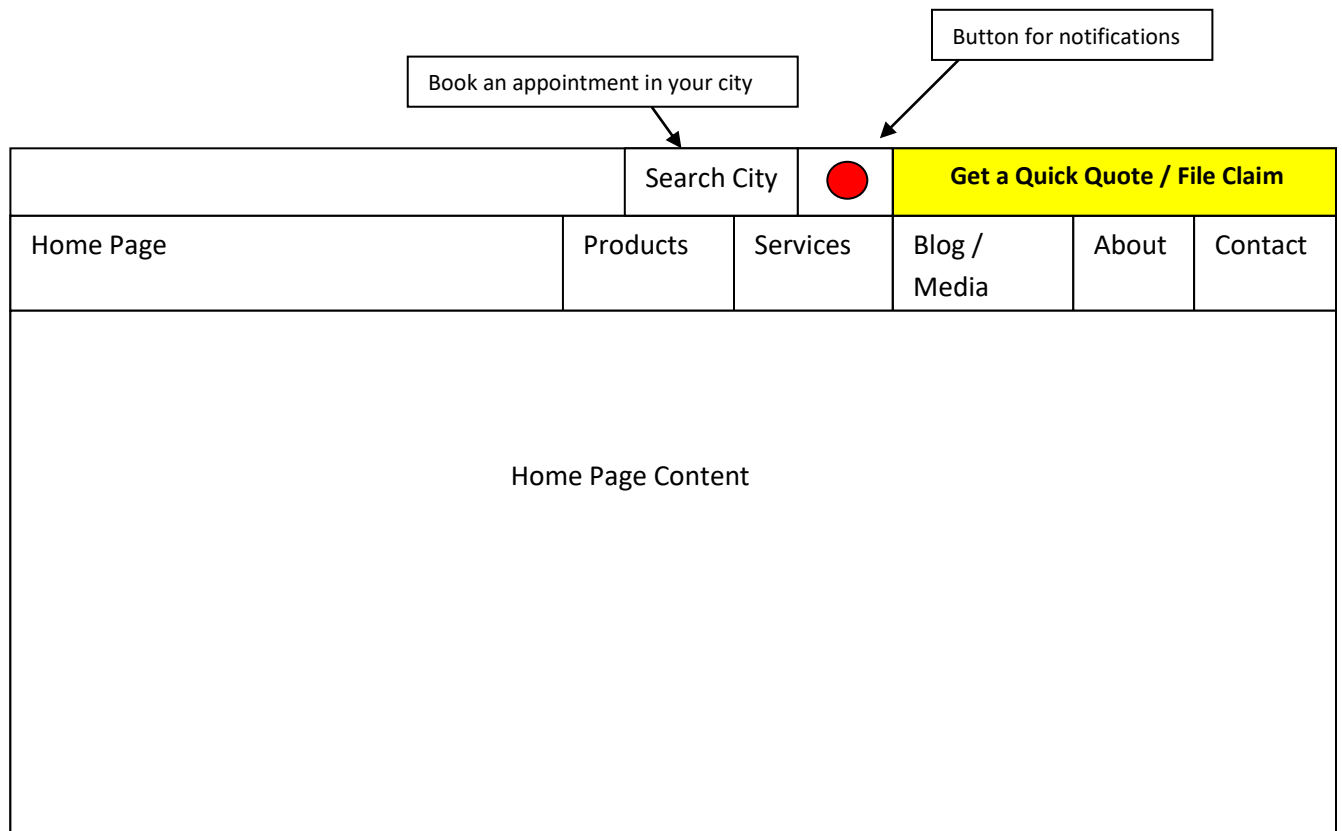 Button for notifications
Book an appointment in your city
Search City
Get a Quick Quote / File Claim
Home Page
Products
Services
Blog /
Media
About
Contact
Home Page Content